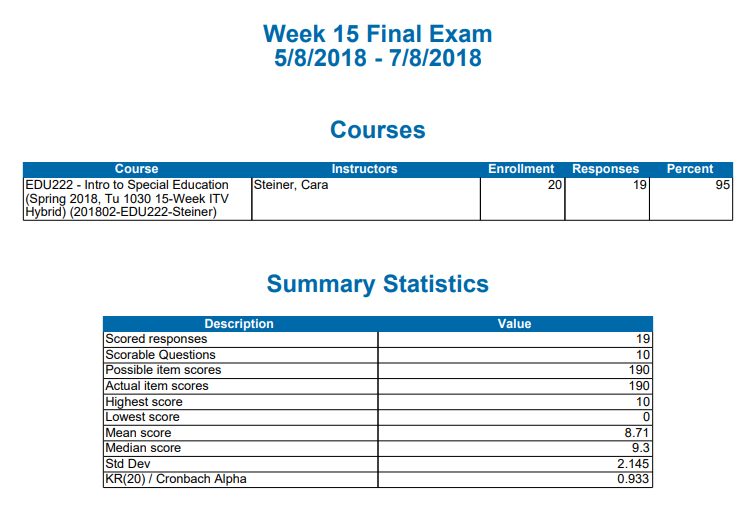 Week 15 Final Exam
5/8/2018 - 7/8/2018
Courses
Course Instructors Enrollment Responses Percent
EDU222 - Intro to Special Education Steiner, Cara 20 19 95
(Spring 2018, Tu 1030 15-Week ITV
Hybrid) (201802-EDU222-Steiner)
Summary Statistics
Description Value
Scored responses 19
Scorable Questions 10
Possible item scores 190
Actual item scores 190
Highest score 10
Lowest score 0
Mean score 8.71
Median score 9.3
Std Dev 2.145
KR(20) / Cronbach Alpha 0.933